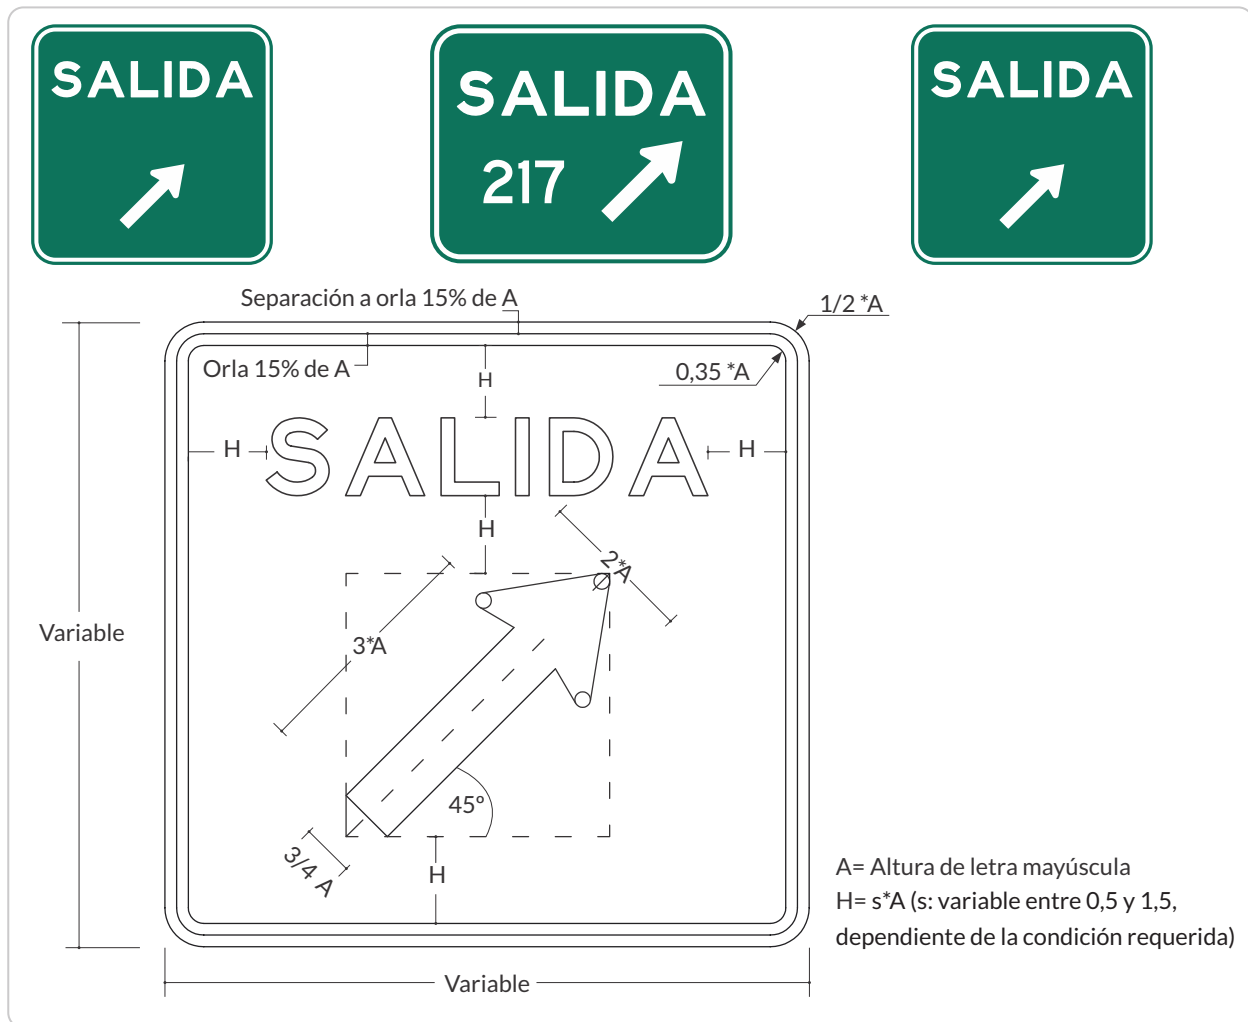 SALIDA
SALIDA
217
SALIDA
Separación a orla 15% de A
1/2 *A
Orla 15% de A
H
0,35 *A
H
SALIDA
H
H
2*A
3*A
Variable
45º
3/4 A
H
A= Altura de letra mayúscula
H= s*A (s: variable entre 0,5 y 1,5,
dependiente de la condición requerida)
Variable